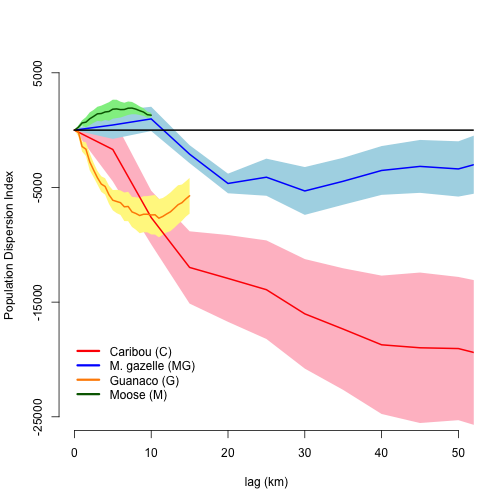 5000
-5000
-15000
-25000
Population Dispersion Index
Caribou (C)
M. gazelle (MG)
Guanaco (G)
Moose (M)
0 10 20 30 40 50
lag (km)